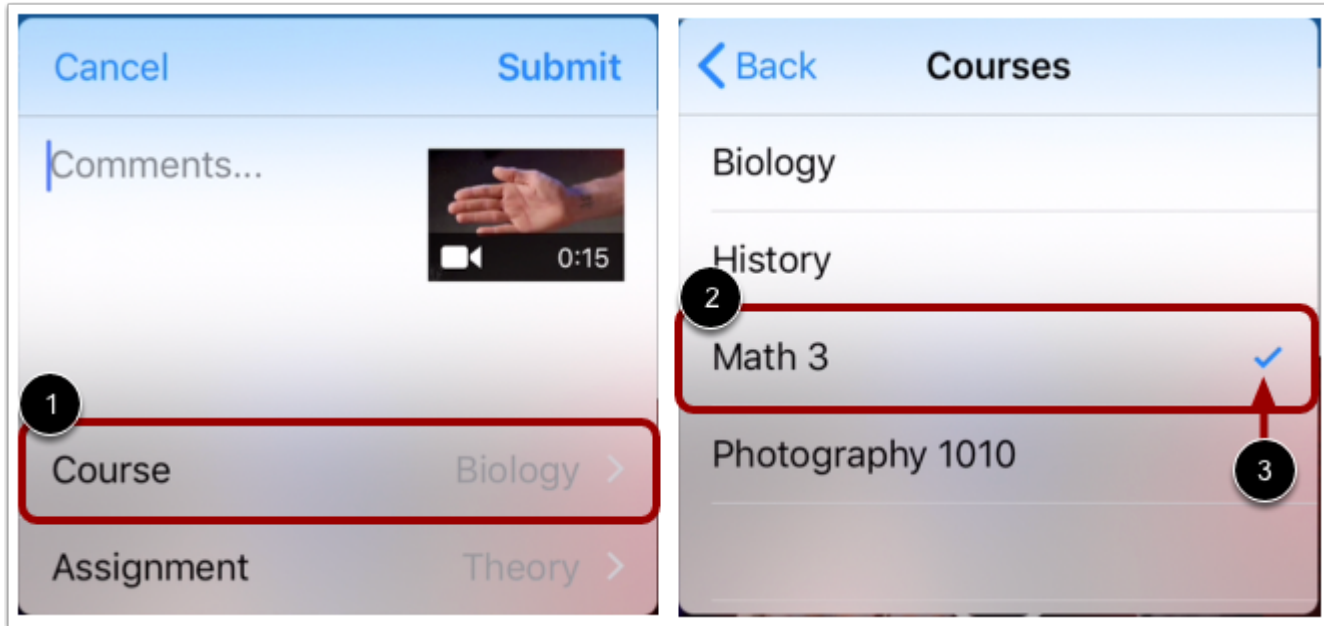 Cancel Submit
Comments...
0:15
1
Course Biology
Assignment Theory
Back Courses
Biology
History
2
Math 3
Photography 1010
3